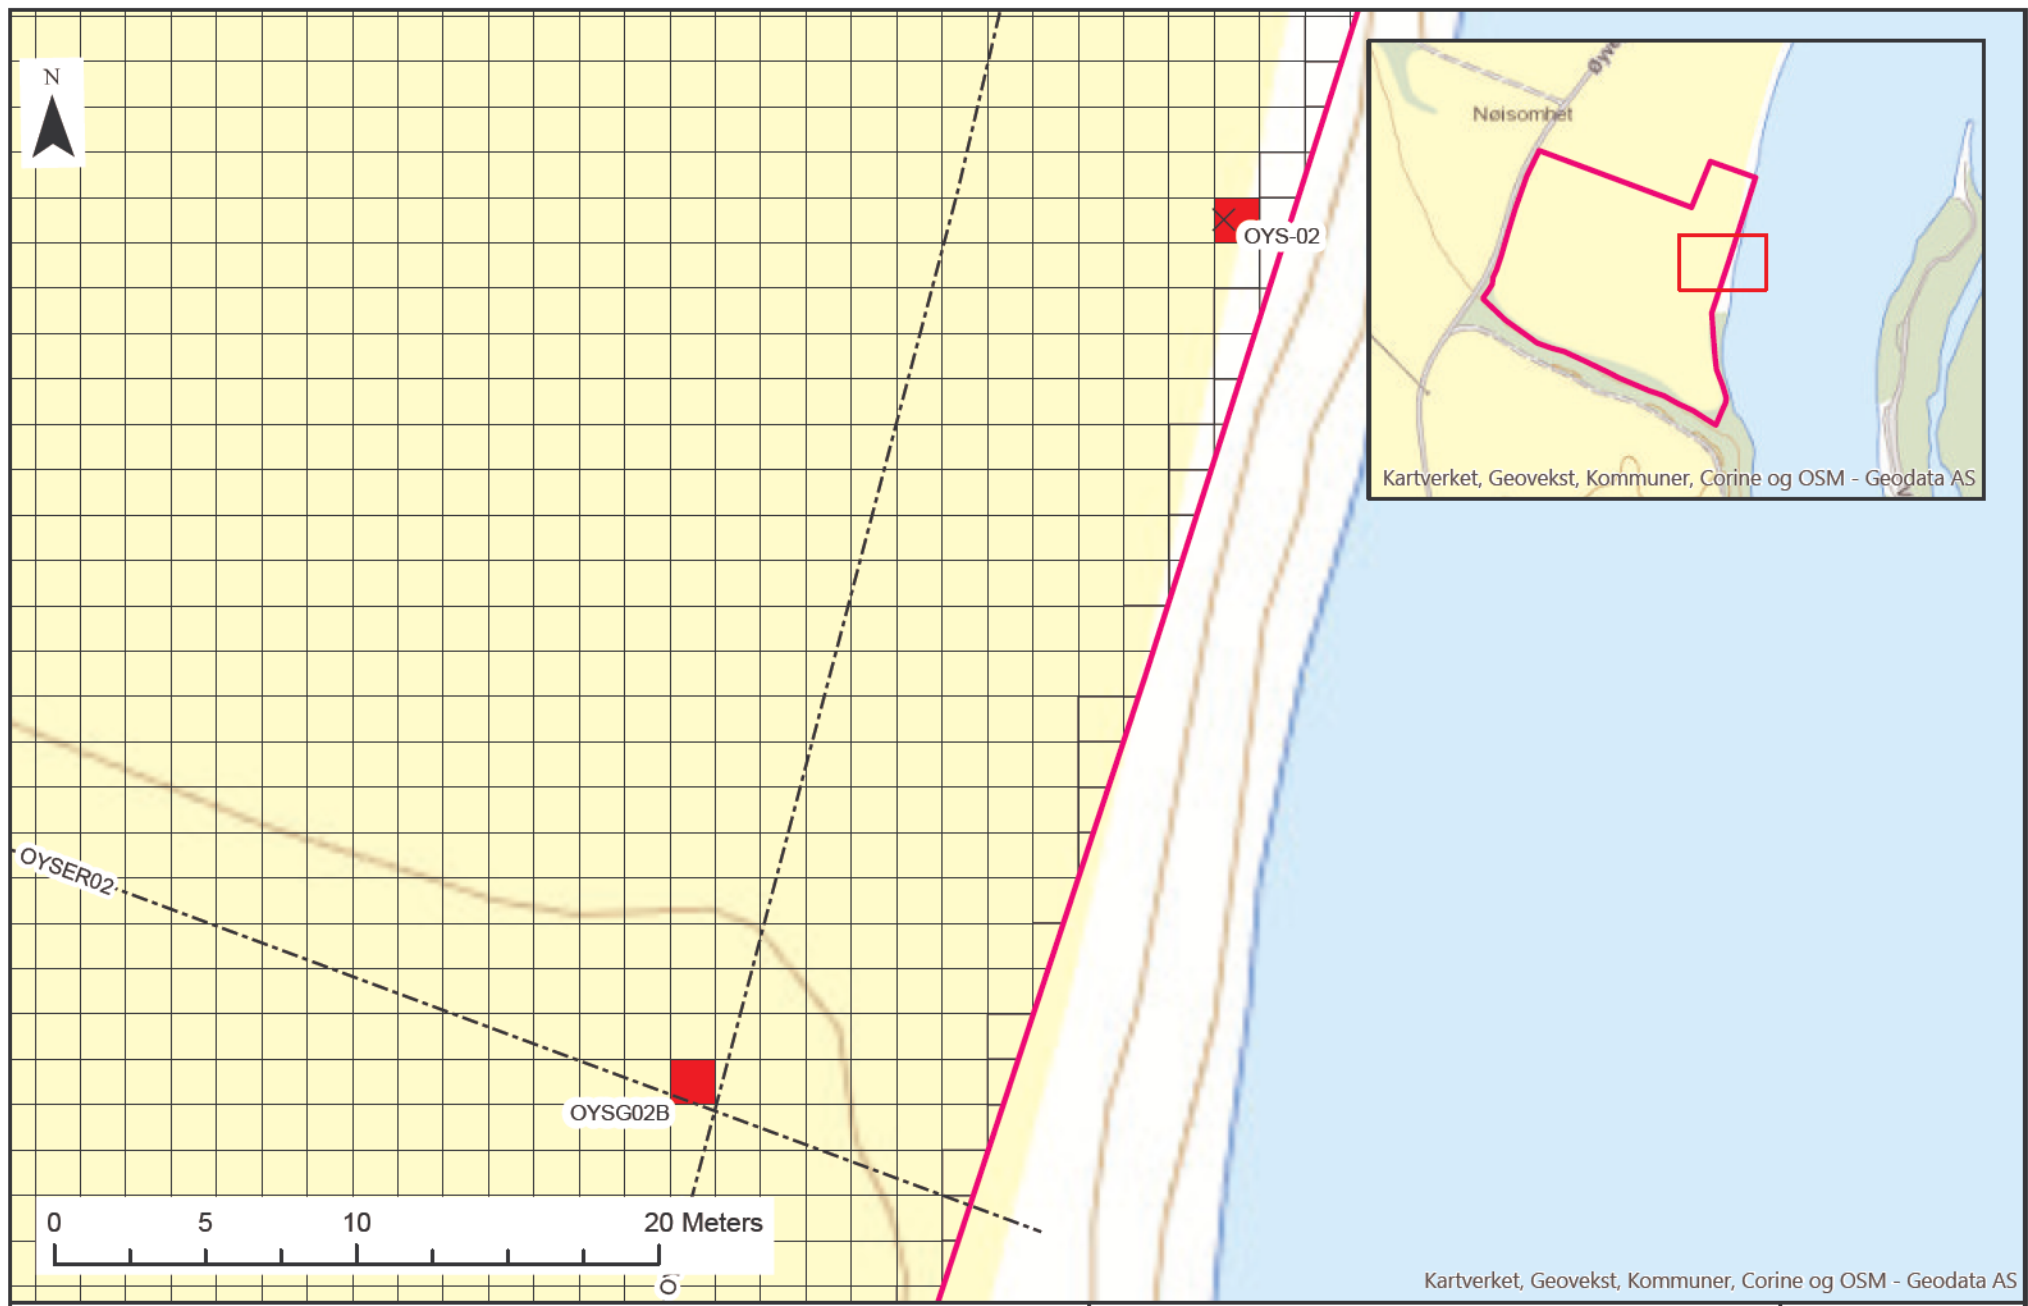 N
Nøisomhet
Kartverket, Geovekst, Kommuner, Corine og OSM - Geodata AS
OYS-02
OYSER02
OYSG02B
0 5 10 20 Meters
Kartverket, Geovekst, Kommuner, Corine og OSM - Geodata AS